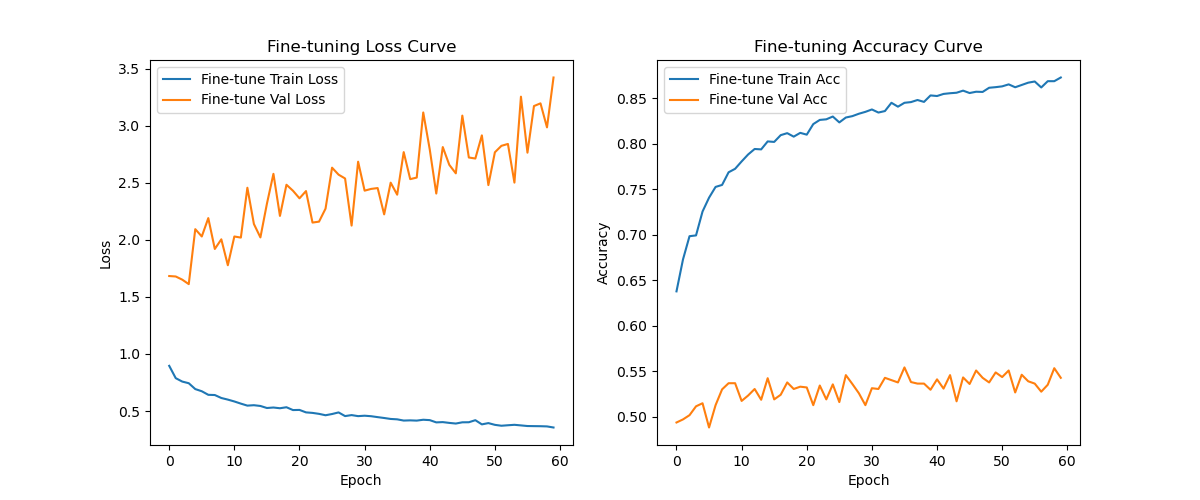 Fine-tuning Loss Curve
Fine-tune Train Loss
Fine-tune Val Loss
3.5
3.0
2.5
2.0
1.5
1.0
0.5
Loss
0 10 20 30 40 50 60
Epoch
Fine-tuning Accuracy Curve
Fine-tune Train Acc
Fine-tune Val Acc
0.85
0.80
0.75
0.70
0.65
0.60
0.55
0.50
Accuracy
0 10 20 30 40 50 60
Epoch